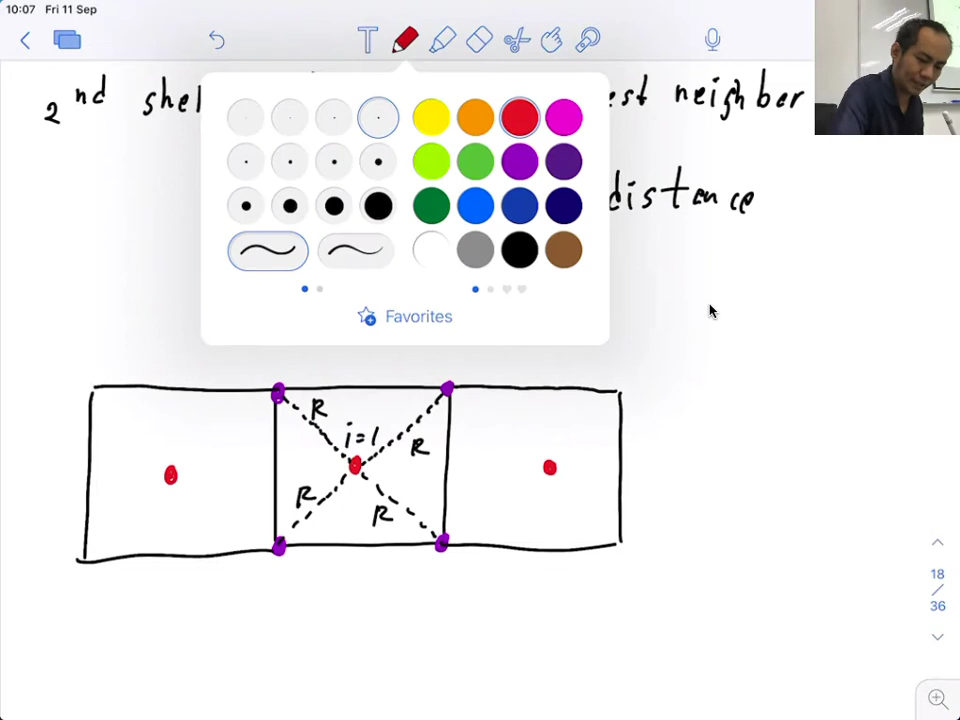 10:07 Fri 11 Sep
T
2nd shel est neighbor
distance
Favorites
R
i=1
R
R
R
18
/
36